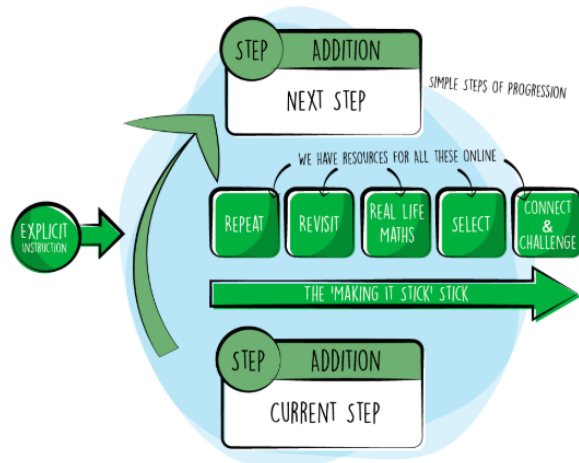 STEP
ADDITION
NEXT STEP
SIMPLE STEPS OF PROGRESSION
WE HAVE RESOURCES FOR ALL THESE ONLINE
EXPLICIT
INSTRUCTION
REPEAT
REVISIT
REAL LIFE
MATHS
SELECT
CONNECT
&
CHALLENGE
THE 'MAKING IT STICK' STICK
STEP
ADDITION
CURRENT STEP